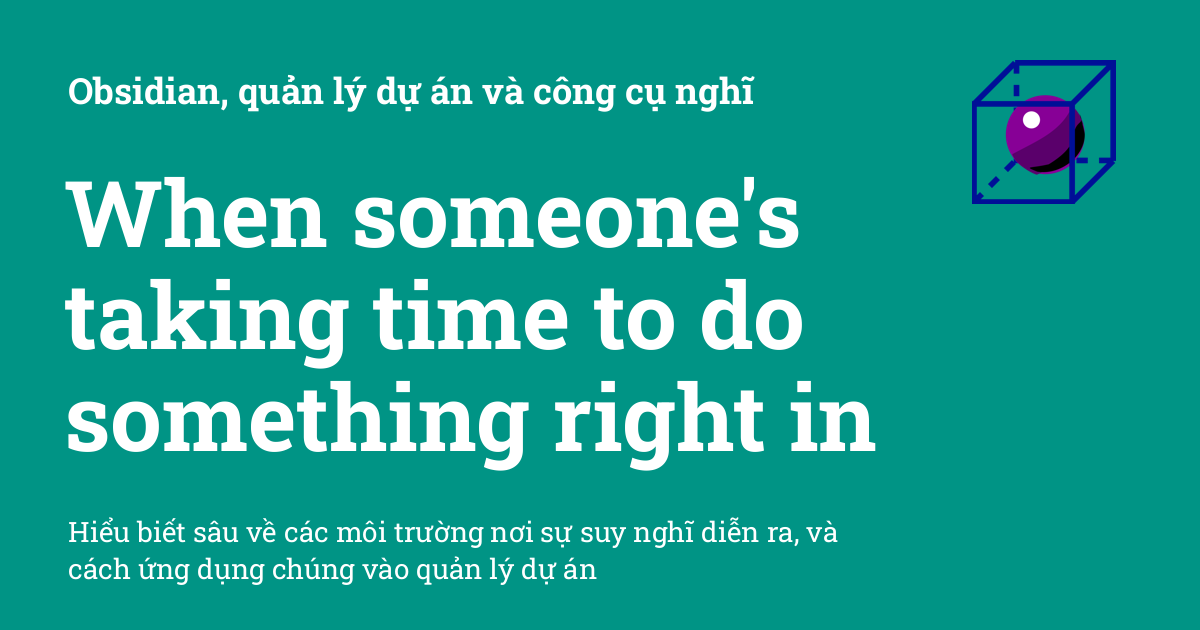 Obsidian, quản lý dự án và công cụ nghĩ
When someone's
taking time to do
something right in
Hiểu biết sâu về các môi trường nơi sự suy nghĩ diễn ra, và
cách ứng dụng chúng vào quản lý dự án